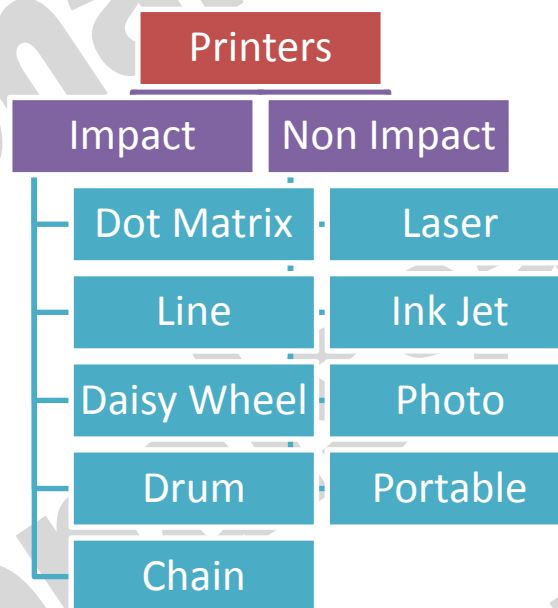 Printers
Impact
Non Impact
Dot Matrix
Laser
Line
Ink Jet
Daisy Wheel
Photo
Drum
Portable
Chain